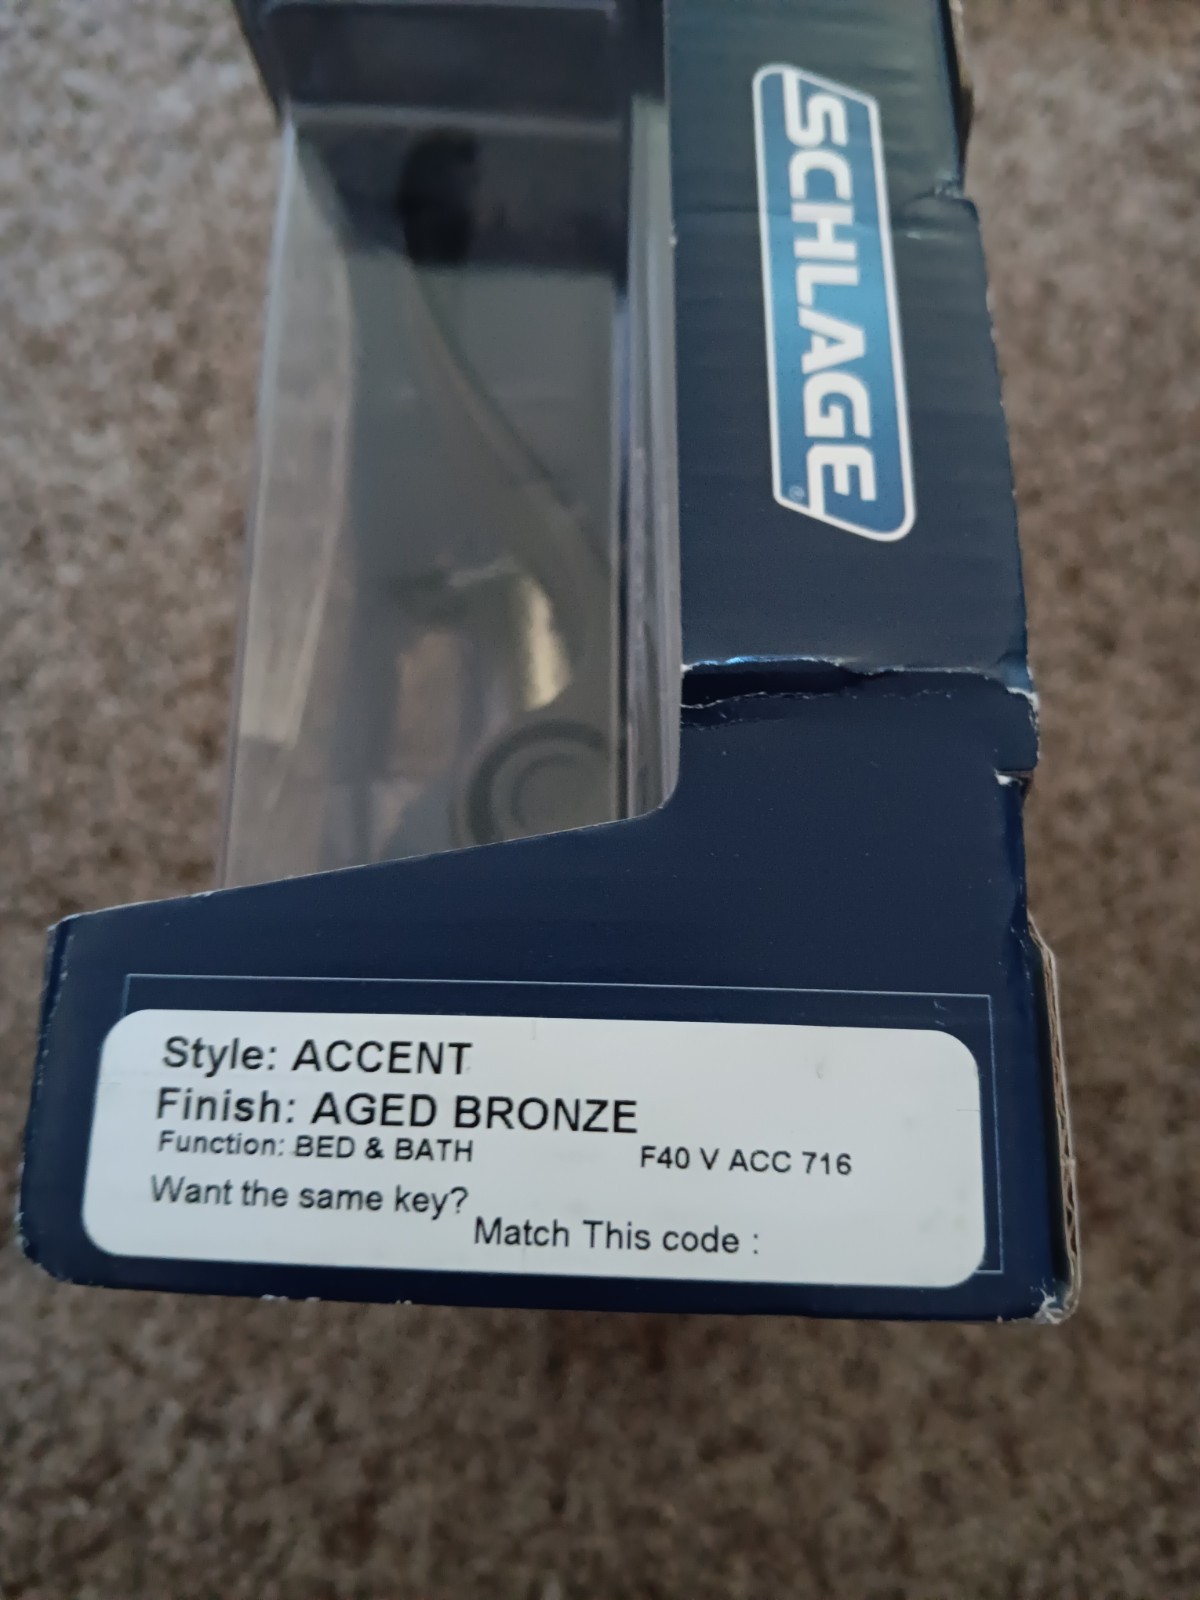 SCHLAGE
Style: ACCENT
Finish: AGED BRONZE
Function: BED & BATH F40 V ACC 716
Want the same key?
Match This code :